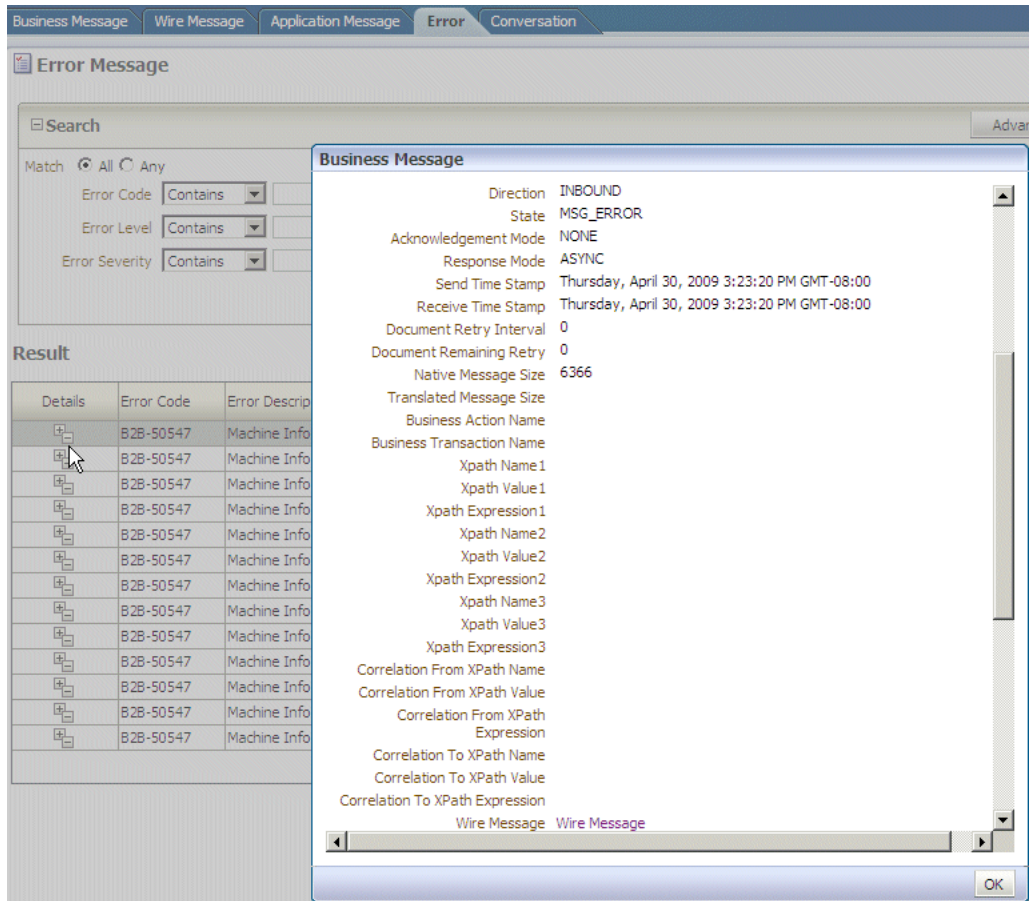 Business Message Wire Message Application Message Error Conversation
Error Message
Search
Advar
Match All Any
Error Code Contains
Error Level Contains
Error Severity Contains
Result
Details Error Code Error Descrip
B2B-50547 Machine Info
B2B-50547 Machine Info
B2B-50547 Machine Info
B2B-50547 Machine Info
B2B-50547 Machine Info
B2B-50547 Machine Info
B2B-50547 Machine Info
B2B-50547 Machine Info
B2B-50547 Machine Info
B2B-50547 Machine Info
B2B-50547 Machine Info
B2B-50547 Machine Info
B2B-50547 Machine Info
Business Message
Direction INBOUND
State MSG_ERROR
Acknowledgement Mode NONE
Response Mode ASYNC
Send Time Stamp Thursday, April 30, 2009 3:23:20 PM GMT-08:00
Receive Time Stamp Thursday, April 30, 2009 3:23:20 PM GMT-08:00
Document Retry Interval 0
Document Remaining Retry 0
Native Message Size 6366
Translated Message Size
Business Action Name
Business Transaction Name
Xpath Name1
Xpath Value1
Xpath Expression1
Xpath Name2
Xpath Value2
Xpath Expression2
Xpath Name3
Xpath Value3
Xpath Expression3
Correlation From XPath Name
Correlation From XPath Value
Correlation From XPath
Expression
Correlation To XPath Name
Correlation To XPath Value
Correlation To XPath Expression
Wire Message Wire Message
OK